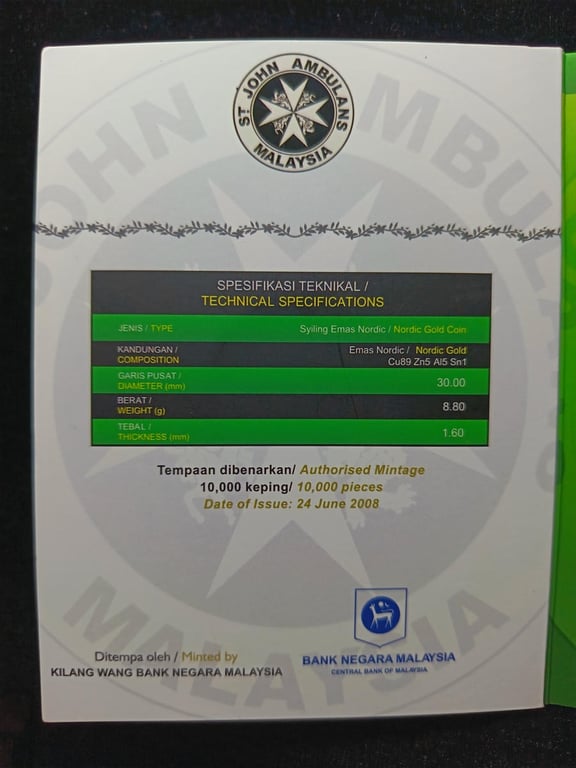 ST JOHN AMBULANS
MALAYSIA
SPESIFIKASI TEKNIKAL /
TECHNICAL SPECIFICATIONS
JENIS / TYPE Syiling Emas Nordic / Nordic Gold Coin
KANDUNGAN / Emas Nordic / Nordic Gold
COMPOSITION Cu89 Zn5 Al5 Sn1
GARIS PUSAT /
DIAMETER (mm) 30.00
BERAT /
WEIGHT (g) 8.80
TEBAL /
THICKNESS (mm) 1.60
Tempaan dibenarkan/ Authorised Mintage
10,000 keping/ 10,000 pieces
Date of Issue: 24 June 2008
Ditempa oleh / Minted by
KILANG WANG BANK NEGARA MALAYSIA
BANK NEGARA MALAYSIA
CENTRAL BANK OF MALAYSIA
JOHN AMBULANS
MALAYSIA